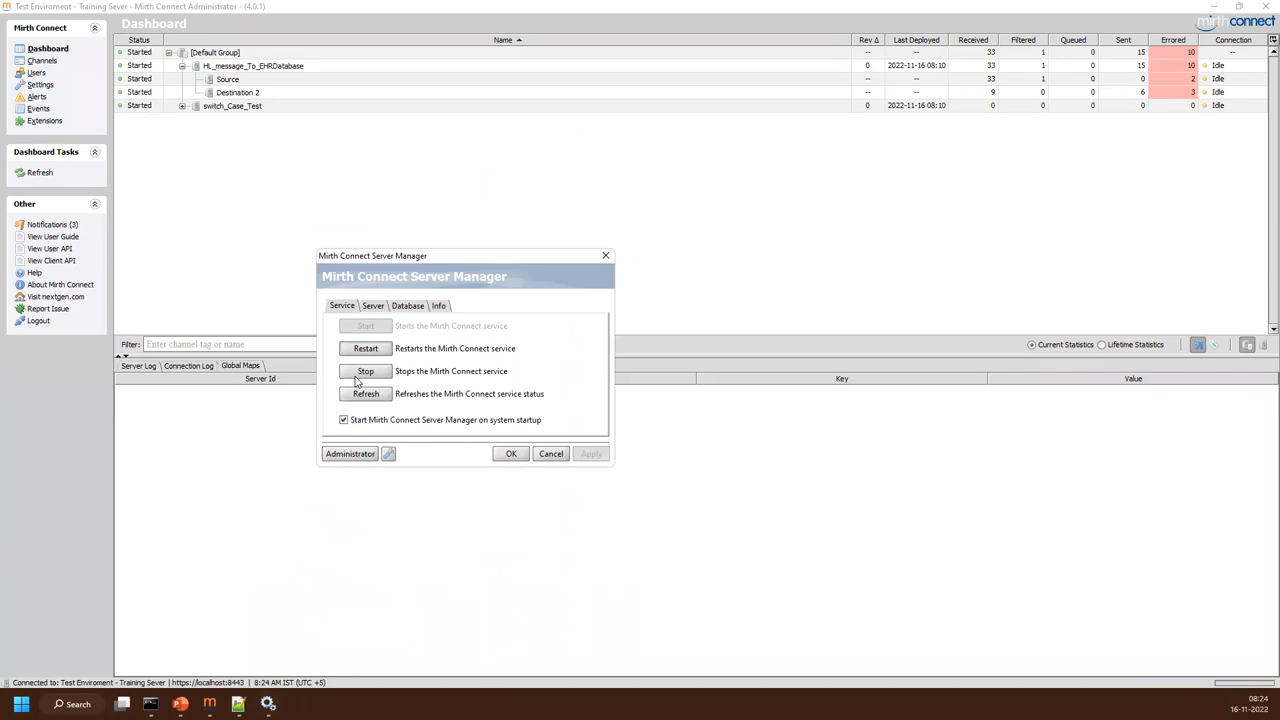 Test Enviroment - Training Sever - Mirth Connect Administrator - (4.0.1)
Mirth Connect
Dashboard
Channels
Users
Settings
Alerts
Events
Extensions
Dashboard Tasks
Refresh
Other
Notifications (3)
View User Guide
View User API
View Client API
Help
About Mirth Connect
Visit nextgen.com
Report Issue
Logout
Dashboard
mirth connect
Status Name Rev Δ Last Deployed Received Filtered Queued Sent Errored Connection
Started [Default Group] -- -- 33 1 0 15 10 --
Started HL_message_To_EHRDatabase 0 2022-11-16 08:10 33 1 0 15 10 Idle
Started Source -- -- 33 1 0 0 2 Idle
Started Destination 2 -- -- 9 0 0 6 3 Idle
Started switch_Case_Test 0 2022-11-16 08:10 0 0 0 0 0 Idle
Mirth Connect Server Manager
Mirth Connect Server Manager
Service Server Database Info
Start Starts the Mirth Connect service
Restart Restarts the Mirth Connect service
Stop Stops the Mirth Connect service
Refresh Refreshes the Mirth Connect service status
Start Mirth Connect Server Manager on system startup
Administrator OK Cancel Apply
Filter: Enter channel tag or name Current Statistics Lifetime Statistics
Server Log Connection Log Global Maps
Server Id Key Value
Connected to: Test Enviroment - Training Sever | https://localhost:8443 | 8:24 AM IST (UTC +5)
Search
08:24
16-11-2022